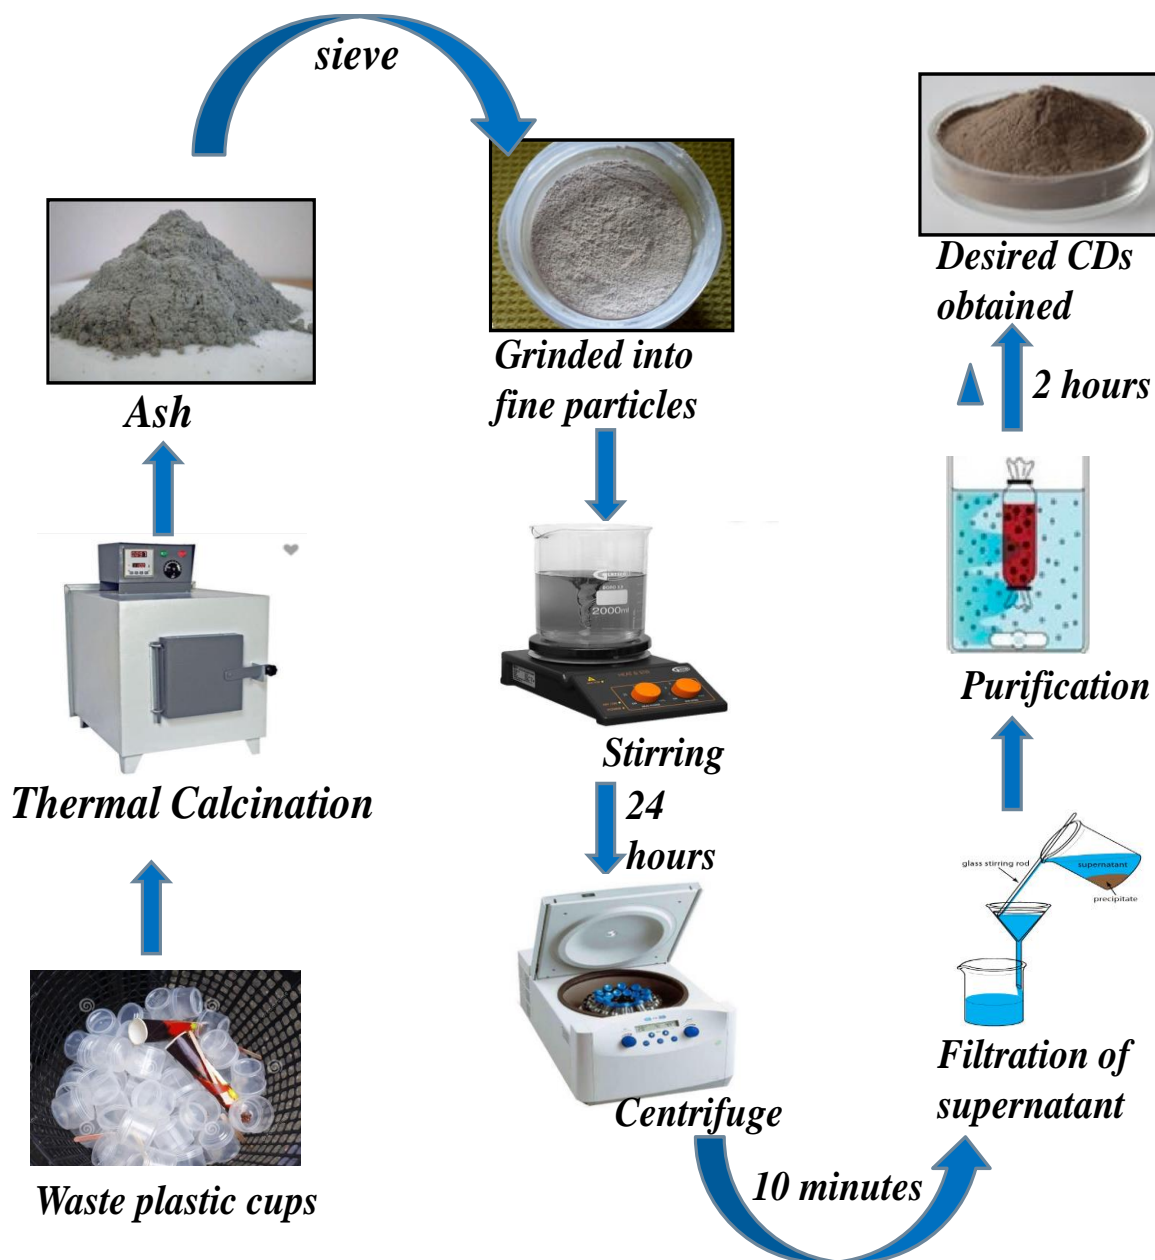 Waste plastic cups
Thermal Calcination
Ash
sieve
Grinded into
fine particles
2000ml
Stirring
24
hours
Centrifuge
10 minutes
glass stirring rod
supernatant
precipitate
Filtration of
supernatant
Purification
2 hours
Desired CDs
obtained